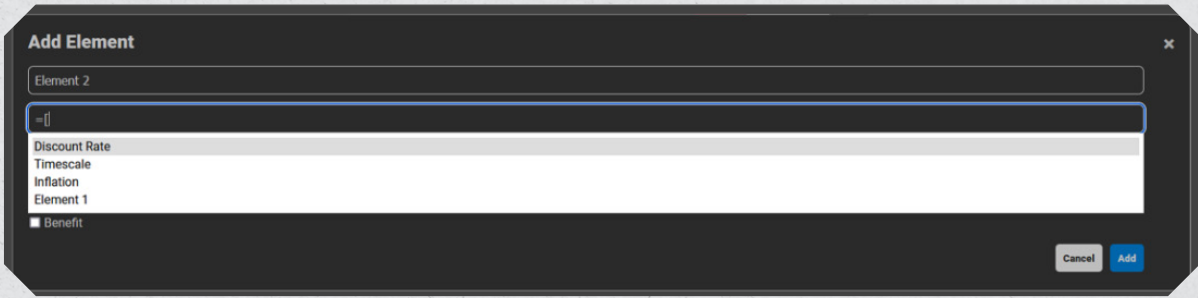 Add Element
×
Element 2
=[
Discount Rate
Timescale
Inflation
Element 1
Benefit
Cancel Add